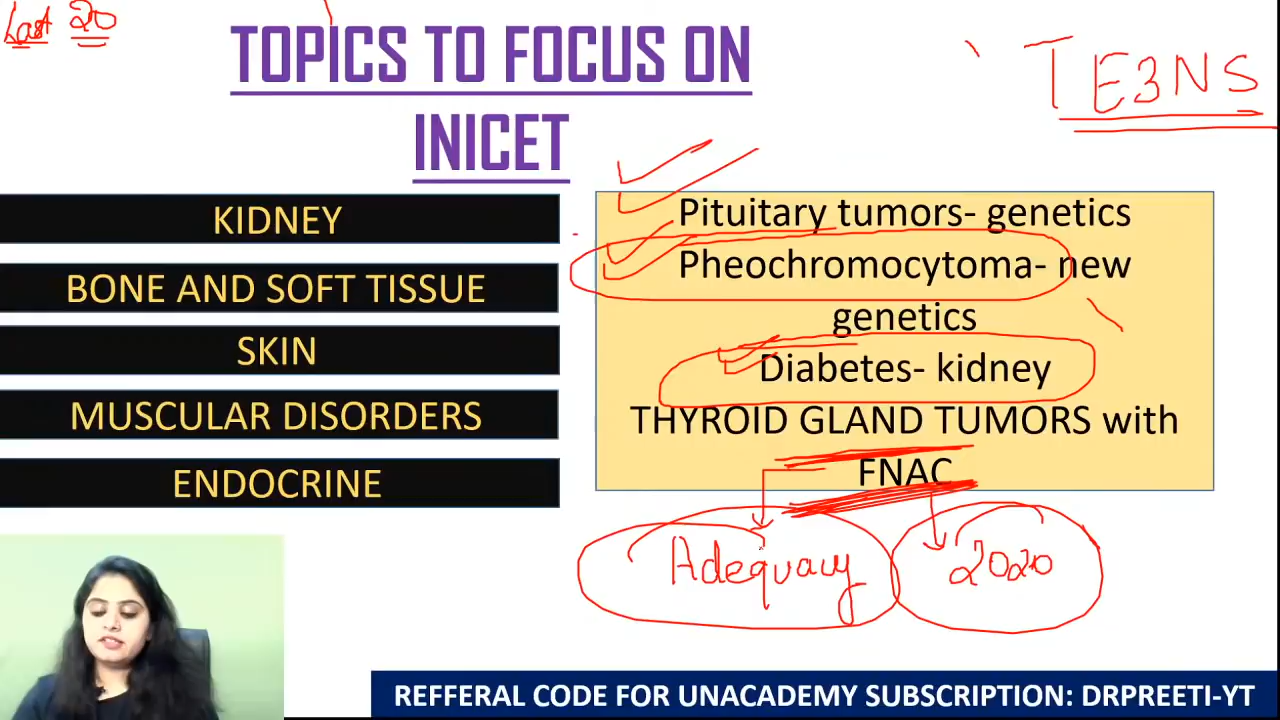 Last 20
TOPICS TO FOCUS ON
INICET
TE3NS
KIDNEY
BONE AND SOFT TISSUE
SKIN
MUSCULAR DISORDERS
ENDOCRINE
Pituitary tumors- genetics
Pheochromocytoma- new
genetics
Diabetes- kidney
THYROID GLAND TUMORS with
FNAC
Adequacy
2020
REFFERAL CODE FOR UNACADEMY SUBSCRIPTION: DRPREETI-YT